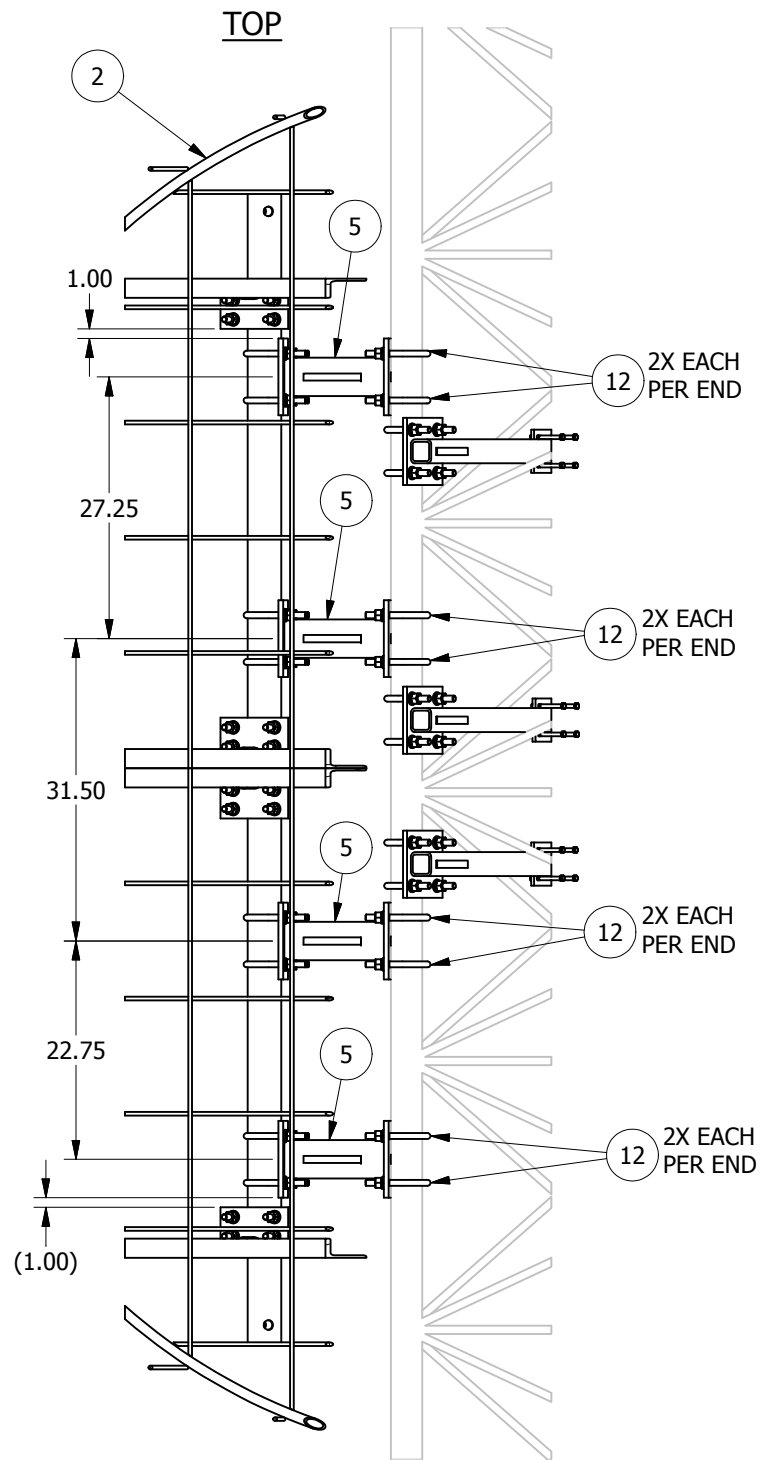 TOP
2
5
1.00
12
2X EACH
PER END
27.25
5
12
2X EACH
PER END
31.50
5
12
2X EACH
PER END
22.75
5
12
2X EACH
PER END
(1.00)